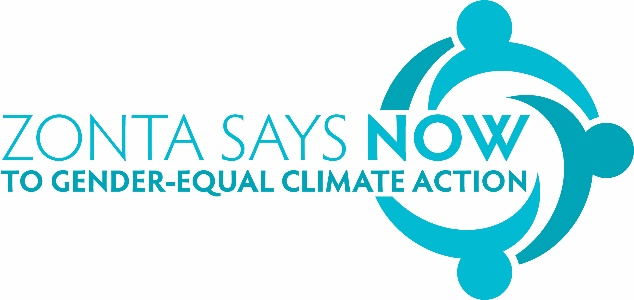 ZONTA SAYS NOW
TO GENDER-EQUAL CLIMATE ACTION